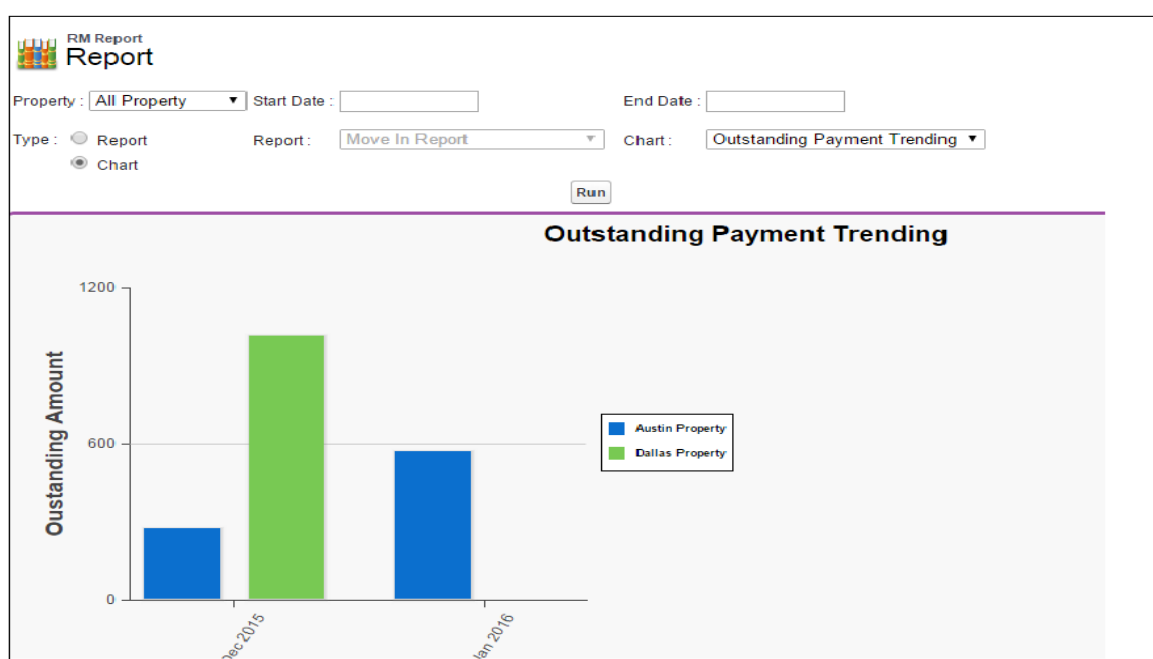 RM Report
Report
Property : All Property Start Date : End Date :
Type : Report Report : Move In Report Chart : Outstanding Payment Trending
Chart
Run
Outstanding Payment Trending
1200
Oustanding Amount
600
0
Austin Property
Dallas Property
Dec 2015
Jan 2016